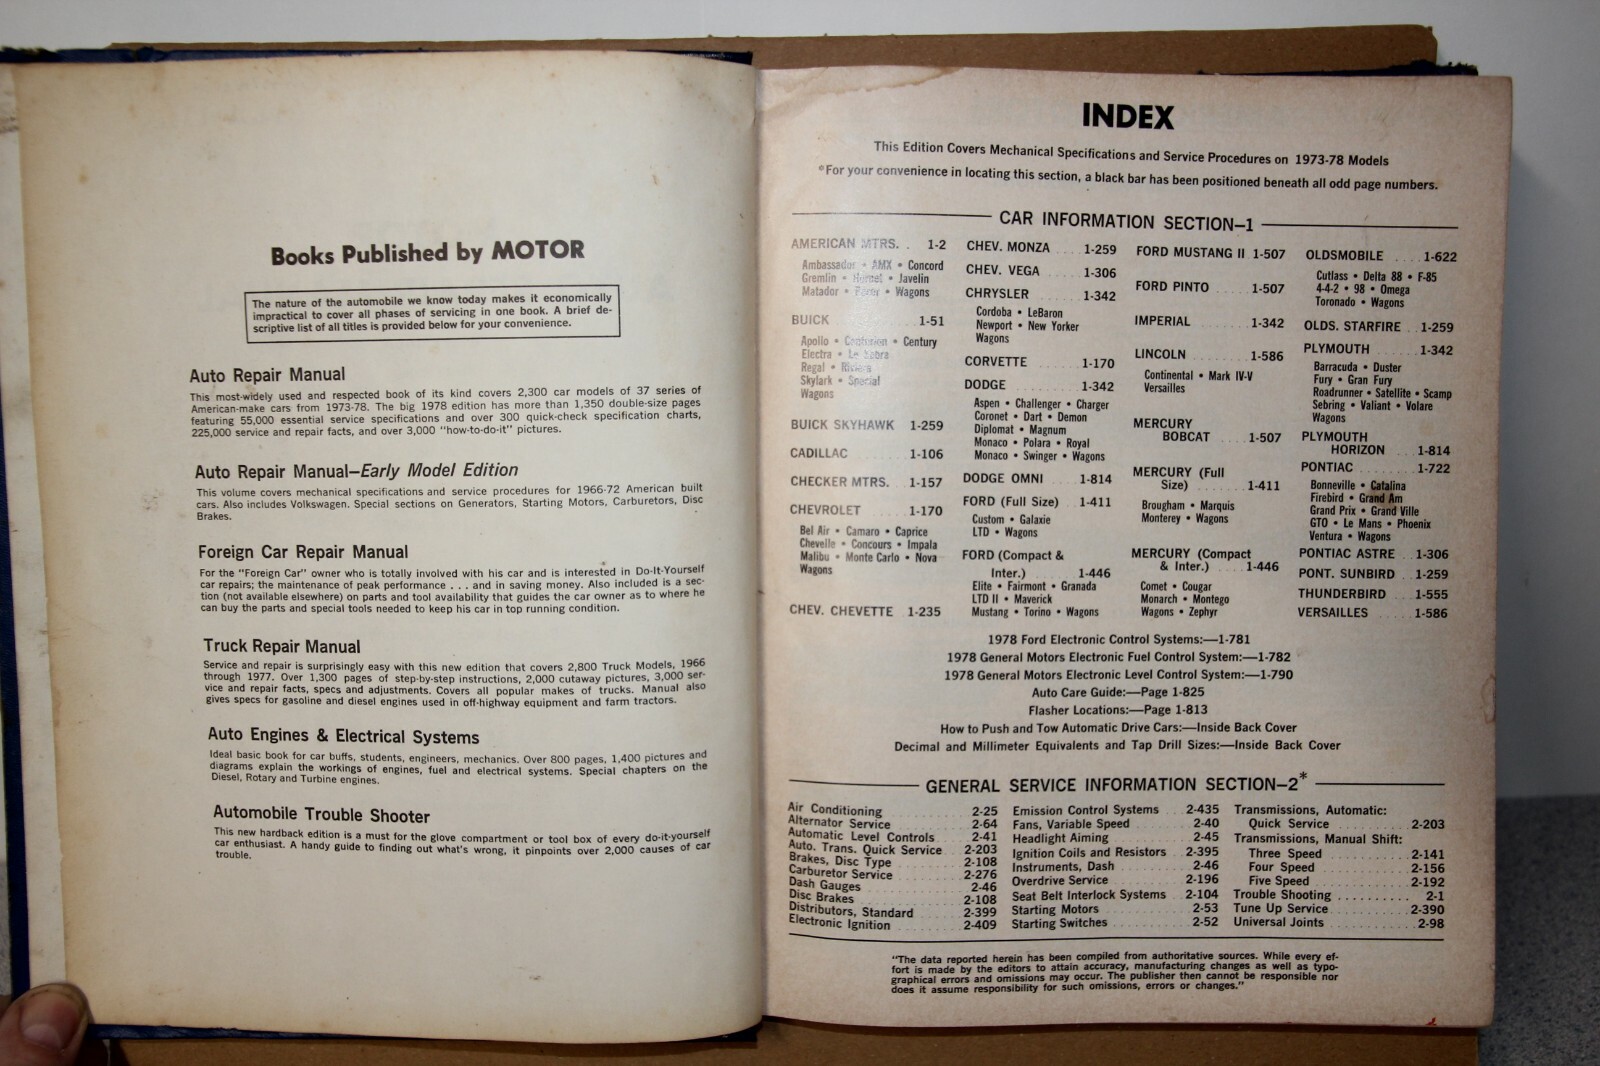 Books Published by MOTOR
The nature of the automobile we know today makes it economically
impractical to cover all phases of servicing in one book. A brief de-
scriptive list of all titles is provided below for your convenience.
Auto Repair Manual
This most-widely used and respected book of its kind covers 2,300 car models of 37 series of
American-make cars from 1973-78. The big 1978 edition has more than 1,350 double-size pages
featuring 55,000 essential service specifications and over 300 quick-check specification charts,
225,000 service and repair facts, and over 3,000 "how-to-do-it" pictures.
Auto Repair Manual—Early Model Edition
This volume covers mechanical specifications and service procedures for 1966-72 American built
cars. Also includes Volkswagen. Special sections on Generators, Starting Motors, Carburetors, Disc
Brakes.
Foreign Car Repair Manual
For the "Foreign Car" owner who is totally involved with his car and is interested in Do-It-Yourself
car repairs; the maintenance of peak performance . . . and in saving money. Also included is a sec-
tion (not available elsewhere) on parts and tool availability that guides the car owner as to where he
can buy the parts and special tools needed to keep his car in top running condition.
Truck Repair Manual
Service and repair is surprisingly easy with this new edition that covers 2,800 Truck Models, 1966
through 1977. Over 1,300 pages of step-by-step instructions, 2,000 cutaway pictures, 3,000 ser-
vice and repair facts, specs and adjustments. Covers all popular makes of trucks. Manual also
gives specs for gasoline and diesel engines used in off-highway equipment and farm tractors.
Auto Engines & Electrical Systems
Ideal basic book for car buffs, students, engineers, mechanics. Over 800 pages, 1,400 pictures and
diagrams explain the workings of engines, fuel and electrical systems. Special chapters on the
Diesel, Rotary and Turbine engines.
Automobile Trouble Shooter
This new hardback edition is a must for the glove compartment or tool box of every do-it-yourself
car enthusiast. A handy guide to finding out what's wrong, it pinpoints over 2,000 causes of car
trouble.
INDEX
This Edition Covers Mechanical Specifications and Service Procedures on 1973-78 Models
*For your convenience in locating this section, a black bar has been positioned beneath all odd page numbers.
CAR INFORMATION SECTION—1
AMERICAN MTRS. . 1-2
Ambassador • AMX • Concord
Gremlin • Hornet • Javelin
Matador • Pacer • Wagons
BUICK 1-51
Apollo • Centurion • Century
Electra • Le Sabre
Regal • Riviera
Skylark • Special
Wagons
BUICK SKYHAWK 1-259
CADILLAC 1-106
CHECKER MTRS. 1-157
CHEVROLET 1-170
Bel Air • Camaro • Caprice
Chevelle • Concours • Impala
Malibu • Monte Carlo • Nova
Wagons
CHEV. CHEVETTE 1-235
CHEV. MONZA 1-259
CHEV. VEGA 1-306
CHRYSLER 1-342
Cordoba • LeBaron
Newport • New Yorker
Wagons
CORVETTE 1-170
DODGE 1-342
Aspen • Challenger • Charger
Coronet • Dart • Demon
Diplomat • Magnum
Monaco • Polara • Royal
Monaco • Swinger • Wagons
DODGE OMNI 1-814
FORD (Full Size) 1-411
Custom • Galaxie
LTD • Wagons
FORD (Compact &
Inter.) 1-446
Elite • Fairmont • Granada
LTD II • Maverick
Mustang • Torino • Wagons
FORD MUSTANG II 1-507
FORD PINTO 1-507
IMPERIAL 1-342
LINCOLN 1-586
Continental • Mark IV-V
Versailles
MERCURY
BOBCAT 1-507
MERCURY (Full
Size) 1-411
Brougham • Marquis
Monterey • Wagons
MERCURY (Compact
& Inter.) 1-446
Comet • Cougar
Monarch • Montego
Wagons • Zephyr
OLDSMOBILE 1-622
Cutlass • Delta 88 • F-85
4-4-2 • 98 • Omega
Toronado • Wagons
OLDS. STARFIRE 1-259
PLYMOUTH 1-342
Barracuda • Duster
Fury • Gran Fury
Roadrunner • Satellite • Scamp
Sebring • Valiant • Volare
Wagons
PLYMOUTH
HORIZON 1-814
PONTIAC 1-722
Bonneville • Catalina
Firebird • Grand Am
Grand Prix • Grand Ville
GTO • Le Mans • Phoenix
Ventura • Wagons
PONTIAC ASTRE 1-306
PONT. SUNBIRD 1-259
THUNDERBIRD 1-555
VERSAILLES 1-586
1978 Ford Electronic Control Systems:—1-781
1978 General Motors Electronic Fuel Control System:—1-782
1978 General Motors Electronic Level Control System:—1-790
Auto Care Guide:—Page 1-825
Flasher Locations:—Page 1-813
How to Push and Tow Automatic Drive Cars:—Inside Back Cover
Decimal and Millimeter Equivalents and Tap Drill Sizes:—Inside Back Cover
GENERAL SERVICE INFORMATION SECTION—2*
Air Conditioning 2-25
Alternator Service 2-64
Automatic Level Controls 2-41
Auto. Trans. Quick Service 2-203
Brakes, Disc Type 2-108
Carburetor Service 2-276
Dash Gauges 2-46
Disc Brakes 2-108
Distributors, Standard 2-399
Electronic Ignition 2-409
Emission Control Systems 2-435
Fans, Variable Speed 2-40
Headlight Aiming 2-45
Ignition Coils and Resistors 2-395
Instruments, Dash 2-46
Overdrive Service 2-196
Seat Belt Interlock Systems 2-104
Starting Motors 2-53
Starting Switches 2-52
Transmissions, Automatic:
Quick Service 2-203
Transmissions, Manual Shift:
Three Speed 2-141
Four Speed 2-156
Five Speed 2-192
Trouble Shooting 2-1
Tune Up Service 2-390
Universal Joints 2-98
"The data reported herein has been compiled from authoritative sources. While every ef-
fort is made by the editors to attain accuracy, manufacturing changes as well as typo-
graphical errors and omissions may occur. The publisher then cannot be responsible nor
does it assume responsibility for such omissions, errors or changes."